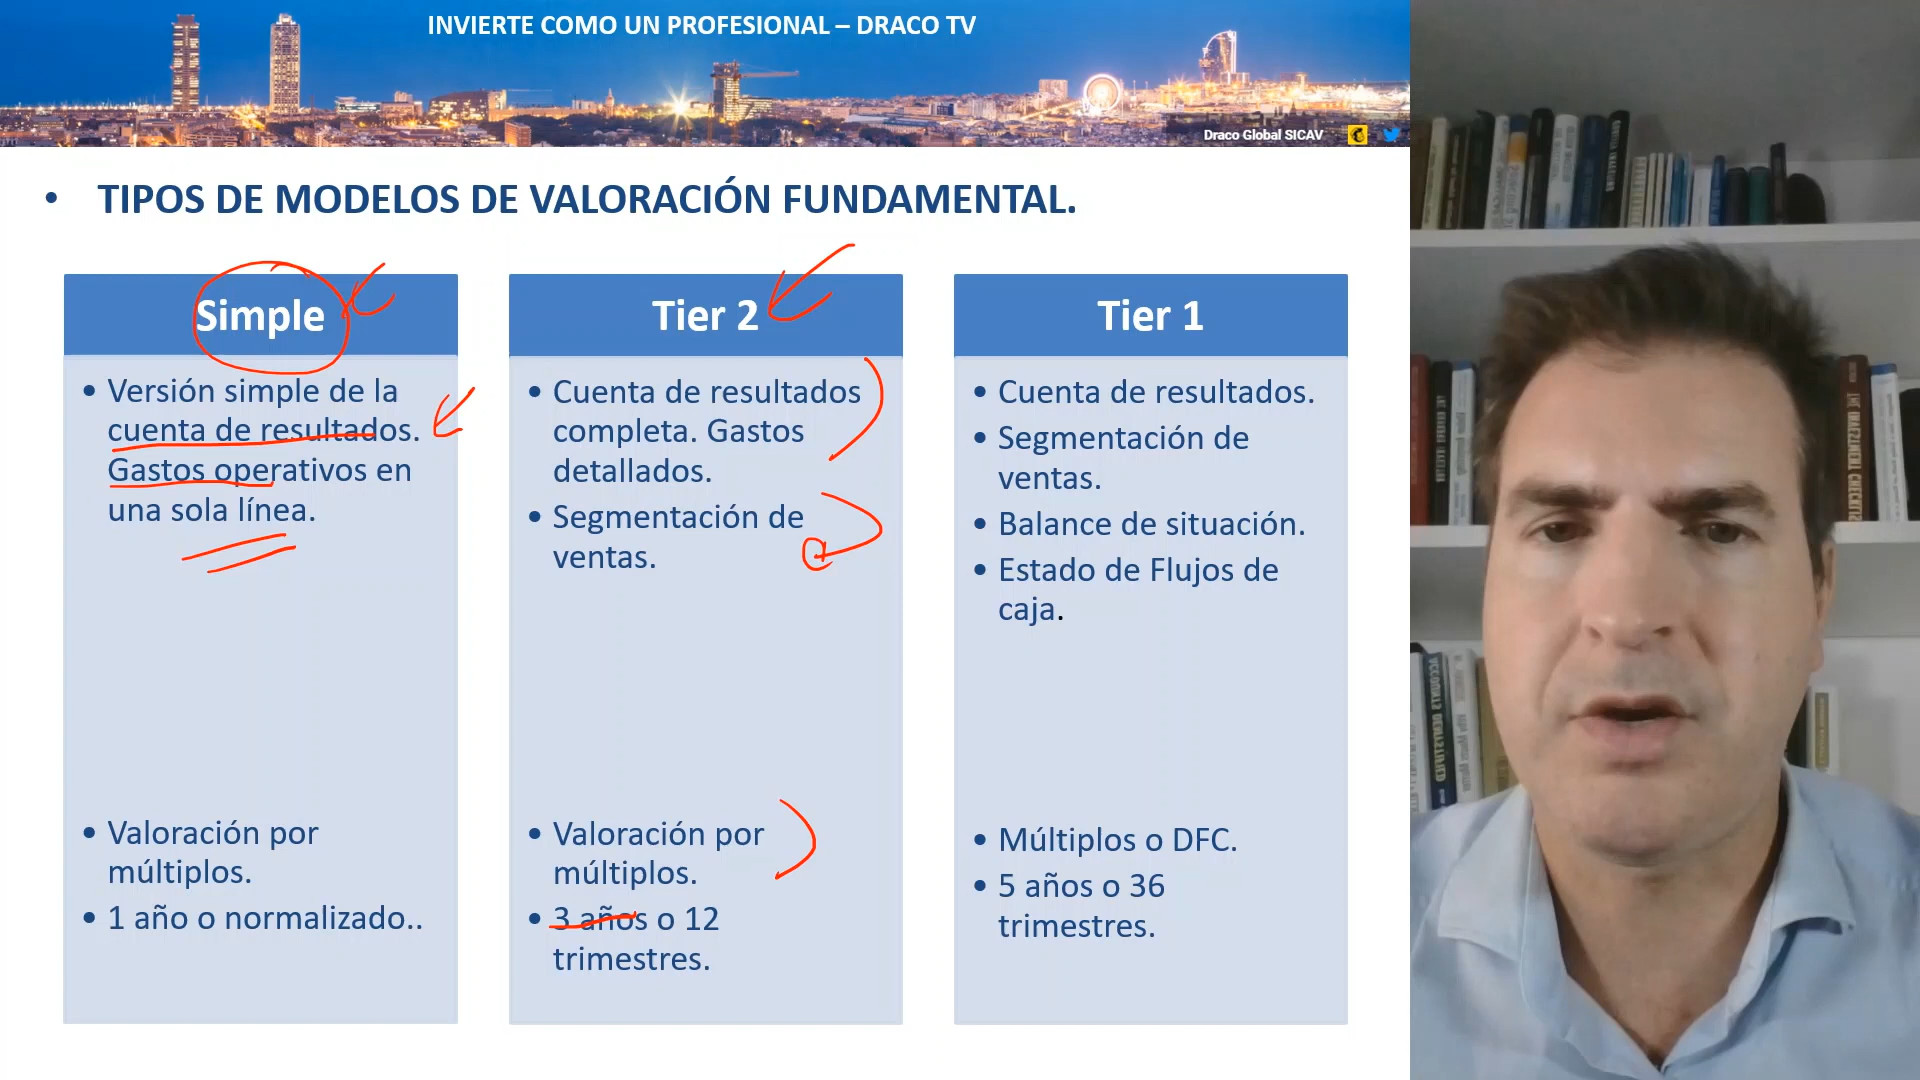 INVIERTE COMO UN PROFESIONAL – DRACO TV
Draco Global SICAV
• TIPOS DE MODELOS DE VALORACIÓN FUNDAMENTAL.
Simple
• Versión simple de la
cuenta de resultados.
Gastos operativos en
una sola línea.
• Valoración por
múltiplos.
• 1 año o normalizado..
Tier 2
• Cuenta de resultados
completa. Gastos
detallados.
• Segmentación de
ventas.
• Valoración por
múltiplos.
• 3 años o 12
trimestres.
Tier 1
• Cuenta de resultados.
• Segmentación de
ventas.
• Balance de situación.
• Estado de Flujos de
caja.
• Múltiplos o DFC.
• 5 años o 36
trimestres.